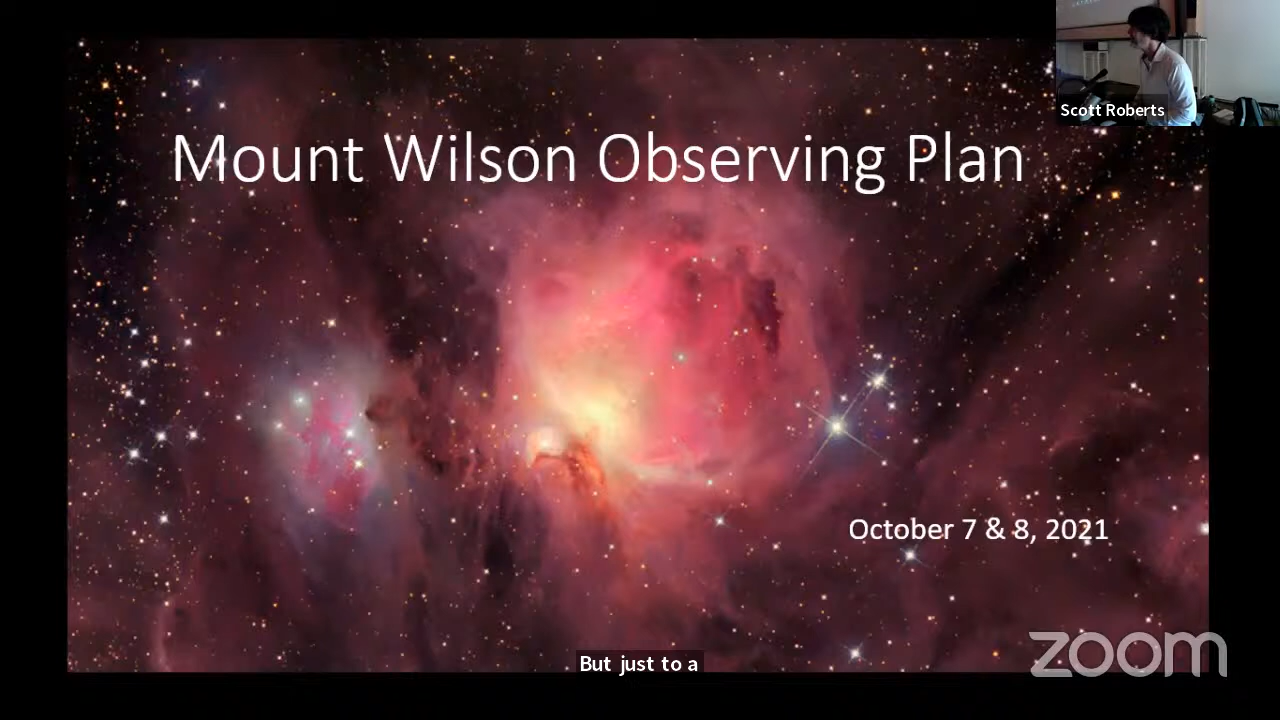 Scott Roberts
Mount Wilson Observing Plan
October 7 & 8, 2021
zoom
But just to a